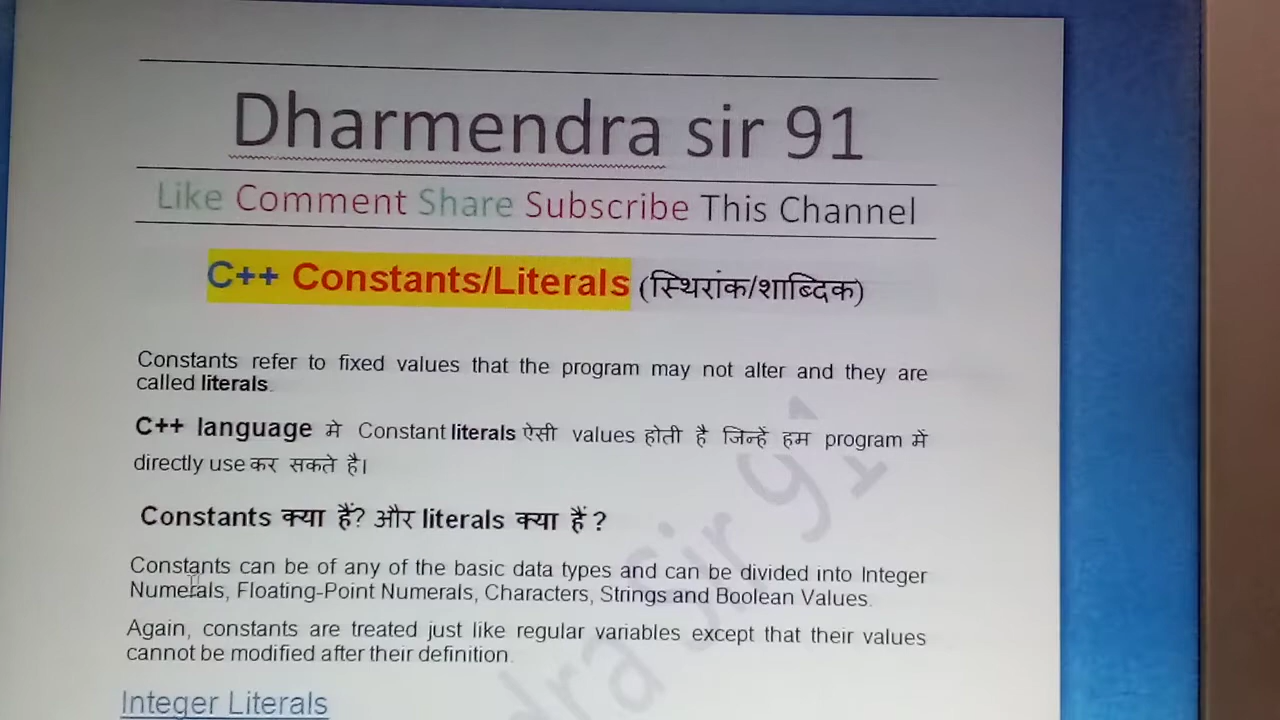 Dharmendra sir 91
Like Comment Share Subscribe This Channel
C++ Constants/Literals (स्थिरांक/शाब्दिक)
Constants refer to fixed values that the program may not alter and they are
called literals.
C++ language मे Constant literals ऐसी values होती है जिन्हें हम program में
directly use कर सकते है।
Constants क्या हैं? और literals क्या हैं ?
Constants can be of any of the basic data types and can be divided into Integer
Numerals, Floating-Point Numerals, Characters, Strings and Boolean Values.
Again, constants are treated just like regular variables except that their values
cannot be modified after their definition.
Integer Literals
dra sir 91